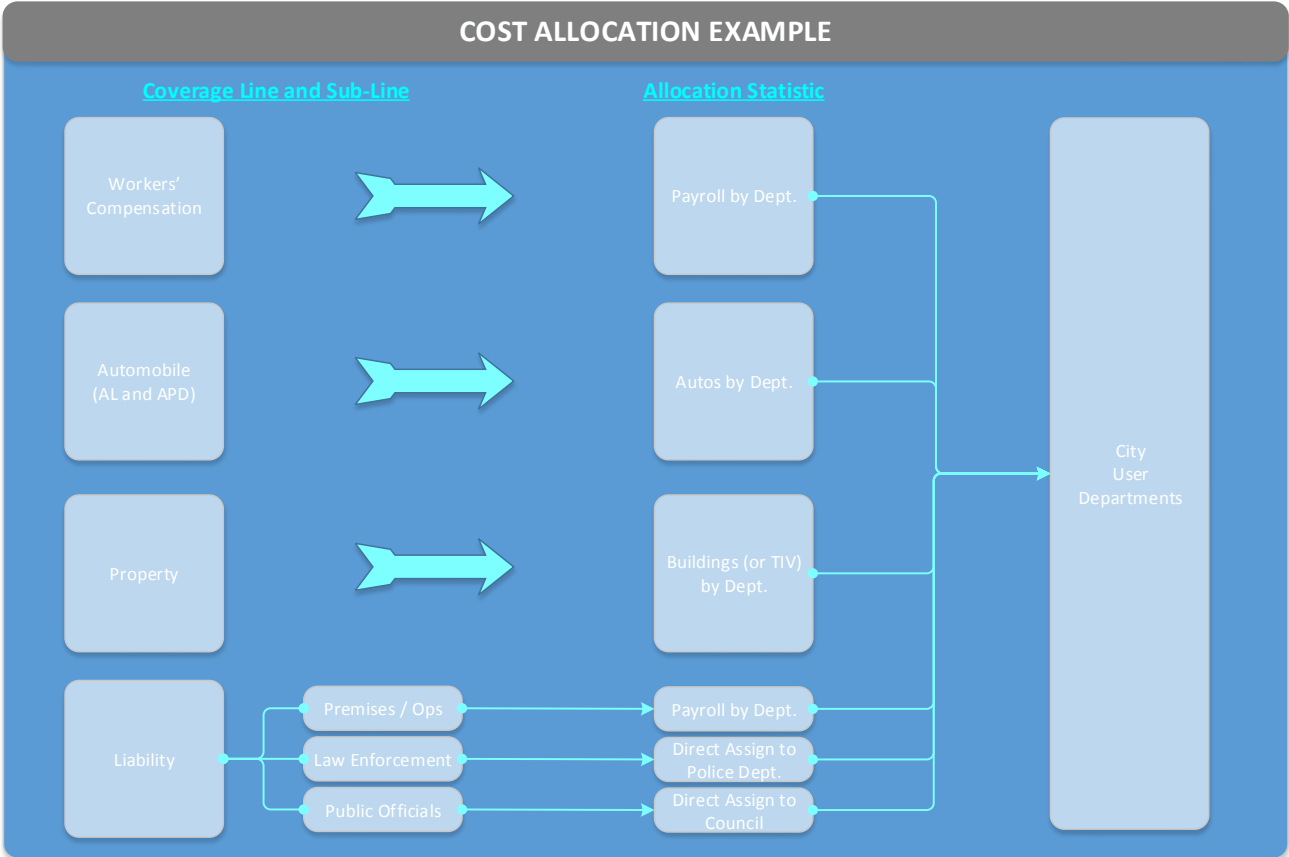 COST ALLOCATION EXAMPLE
Coverage Line and Sub-Line
Allocation Statistic
Workers’
Compensation
Payroll by Dept.
Automobile
(AL and APD)
Autos by Dept.
City
User
Departments
Property
Buildings (or TIV)
by Dept.
Liability
Premises / Ops
Payroll by Dept.
Law Enforcement
Direct Assign to
Police Dept.
Public Officials
Direct Assign to
Council